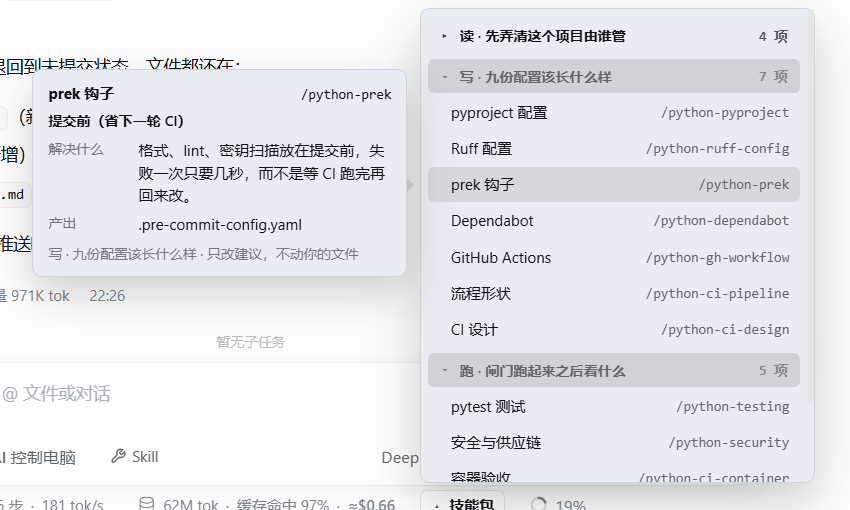 读 · 先弄清这个项目由谁管 4 项
退回到未提交状态，文件都还在：
写 · 九份配置该长什么样 7 项
prek 钩子 /python-prek
pyproject 配置 /python-pyproject
提交前（省下一轮 CI）
Ruff 配置 /python-ruff-config
解决什么 格式、lint、密钥扫描放在提交前，失
败一次只要几秒，而不是等 CI 跑完再
回来改。
增）
prek 钩子 /python-prek
.md
产出 .pre-commit-config.yaml
Dependabot /python-dependabot
推送
写 · 九份配置该长什么样 · 只改建议，不动你的文件
GitHub Actions /python-gh-workflow
量 971K tok 22:26
流程形状 /python-ci-pipeline
CI 设计 /python-ci-design
暂无子任务
跑 · 闸门跑起来之后看什么 5 项
@ 文件或对话
pytest 测试 /python-testing
安全与供应链 /python-security
AI 控制电脑 Skill Deep
容器验收 /python-ci-container
步 · 181 tok/s 62M tok · 缓存命中 97% · ≈$0.66 技能包 19%